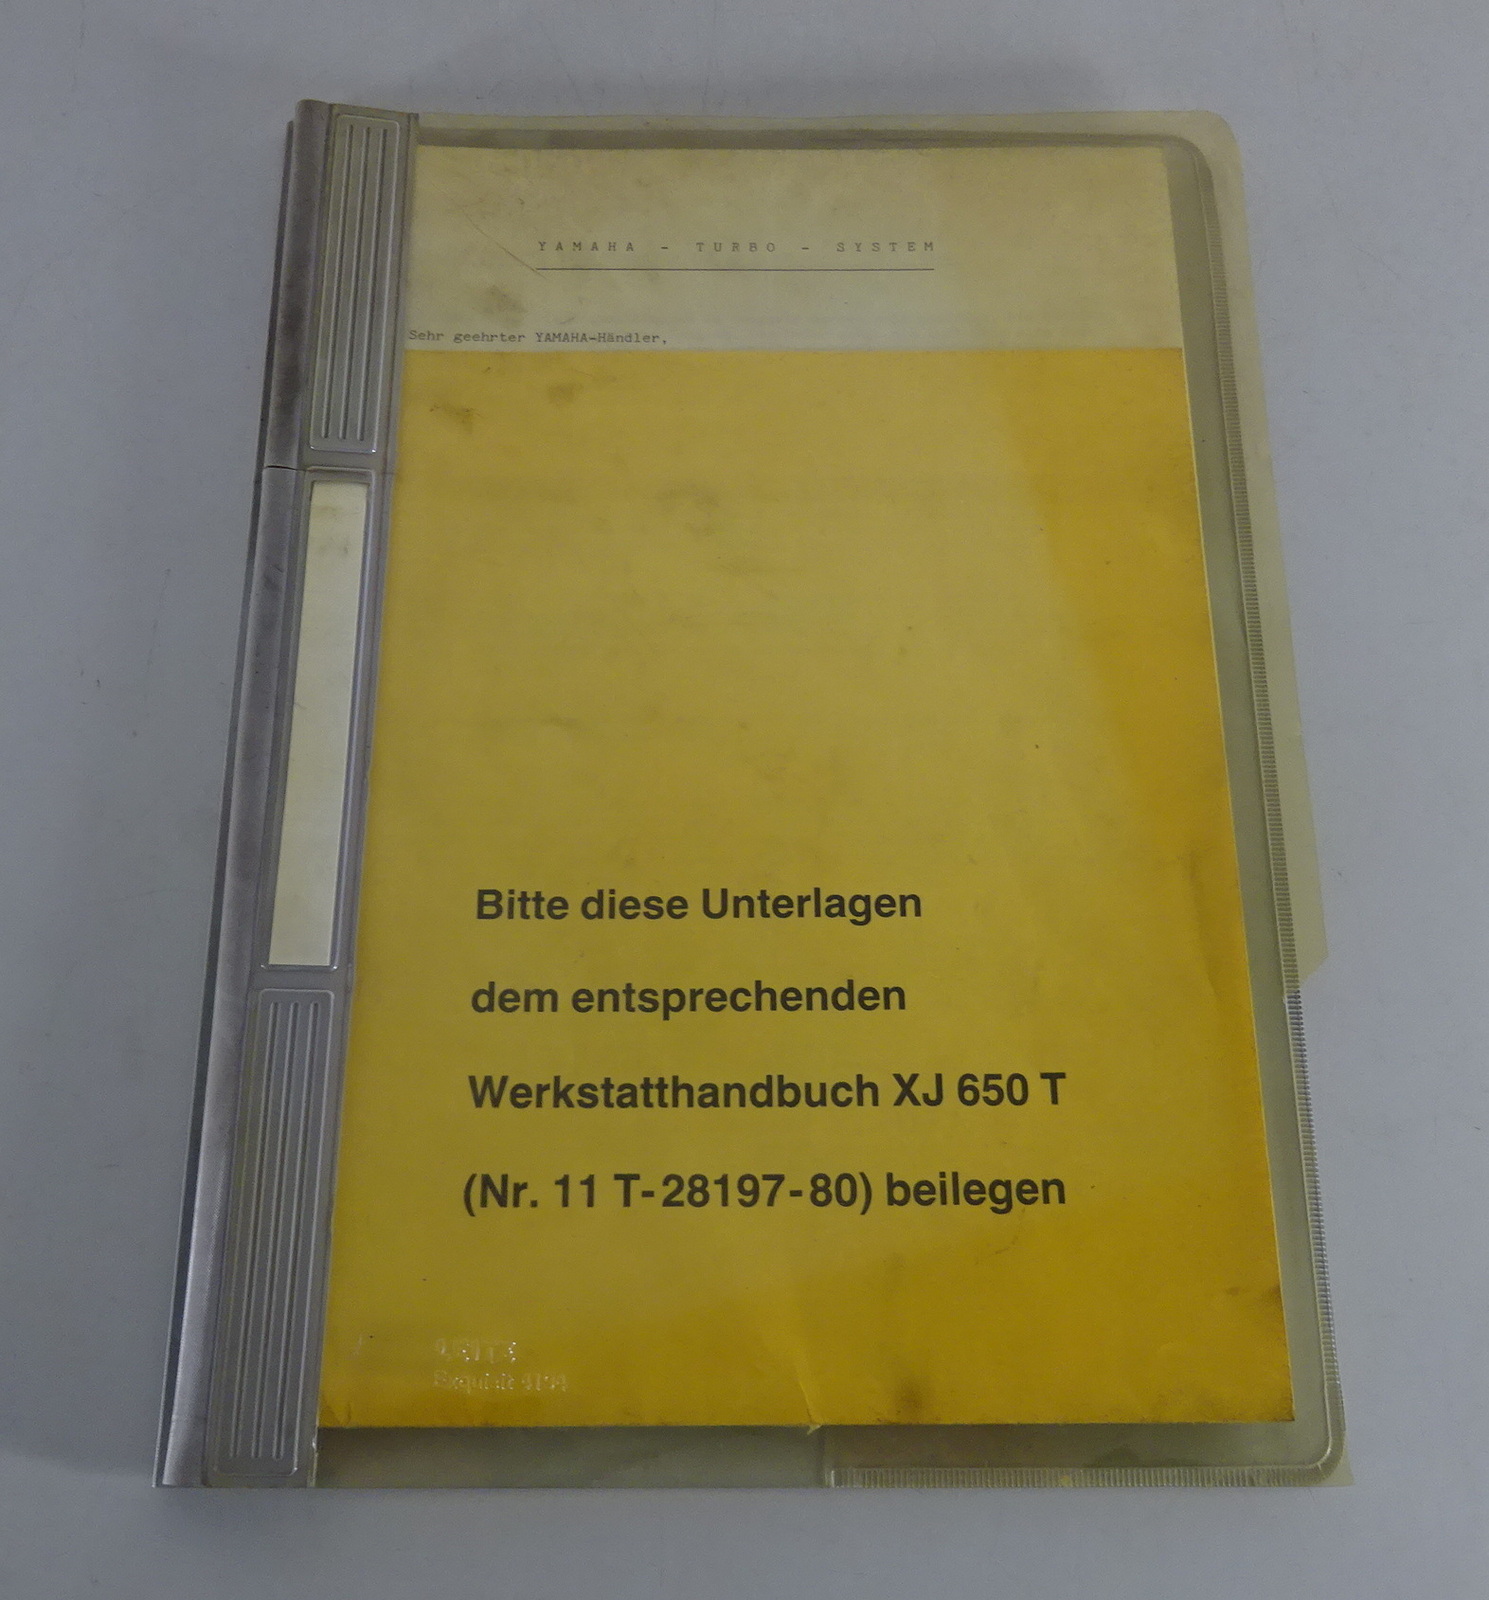 YAMAHA - TURBO - SYSTEM
Sehr geehrter YAMAHA-Händler,
Bitte diese Unterlagen
dem entsprechenden
Werkstatthandbuch XJ 650 T
(Nr. 11 T-28197-80) beilegen